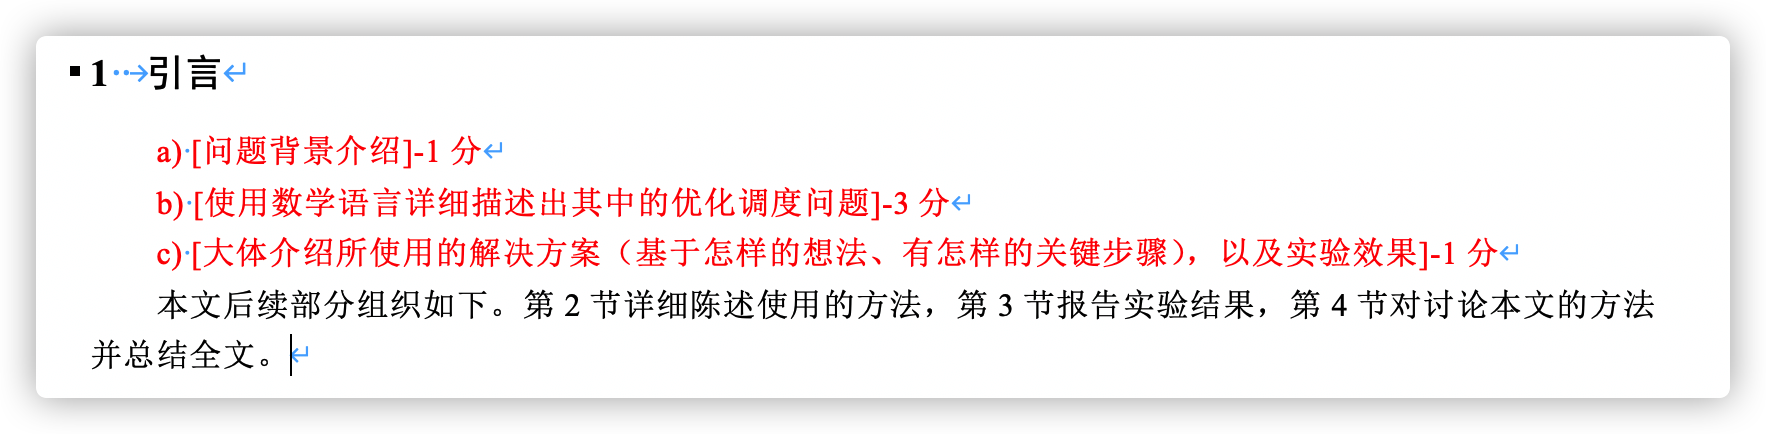 1 引言
a) [问题背景介绍]-1 分
b) [使用数学语言详细描述出其中的优化调度问题]-3 分
c) [大体介绍所使用的解决方案（基于怎样的想法、有怎样的关键步骤），以及实验效果]-1 分
本文后续部分组织如下。第 2 节详细陈述使用的方法，第 3 节报告实验结果，第 4 节对讨论本文的方法
并总结全文。